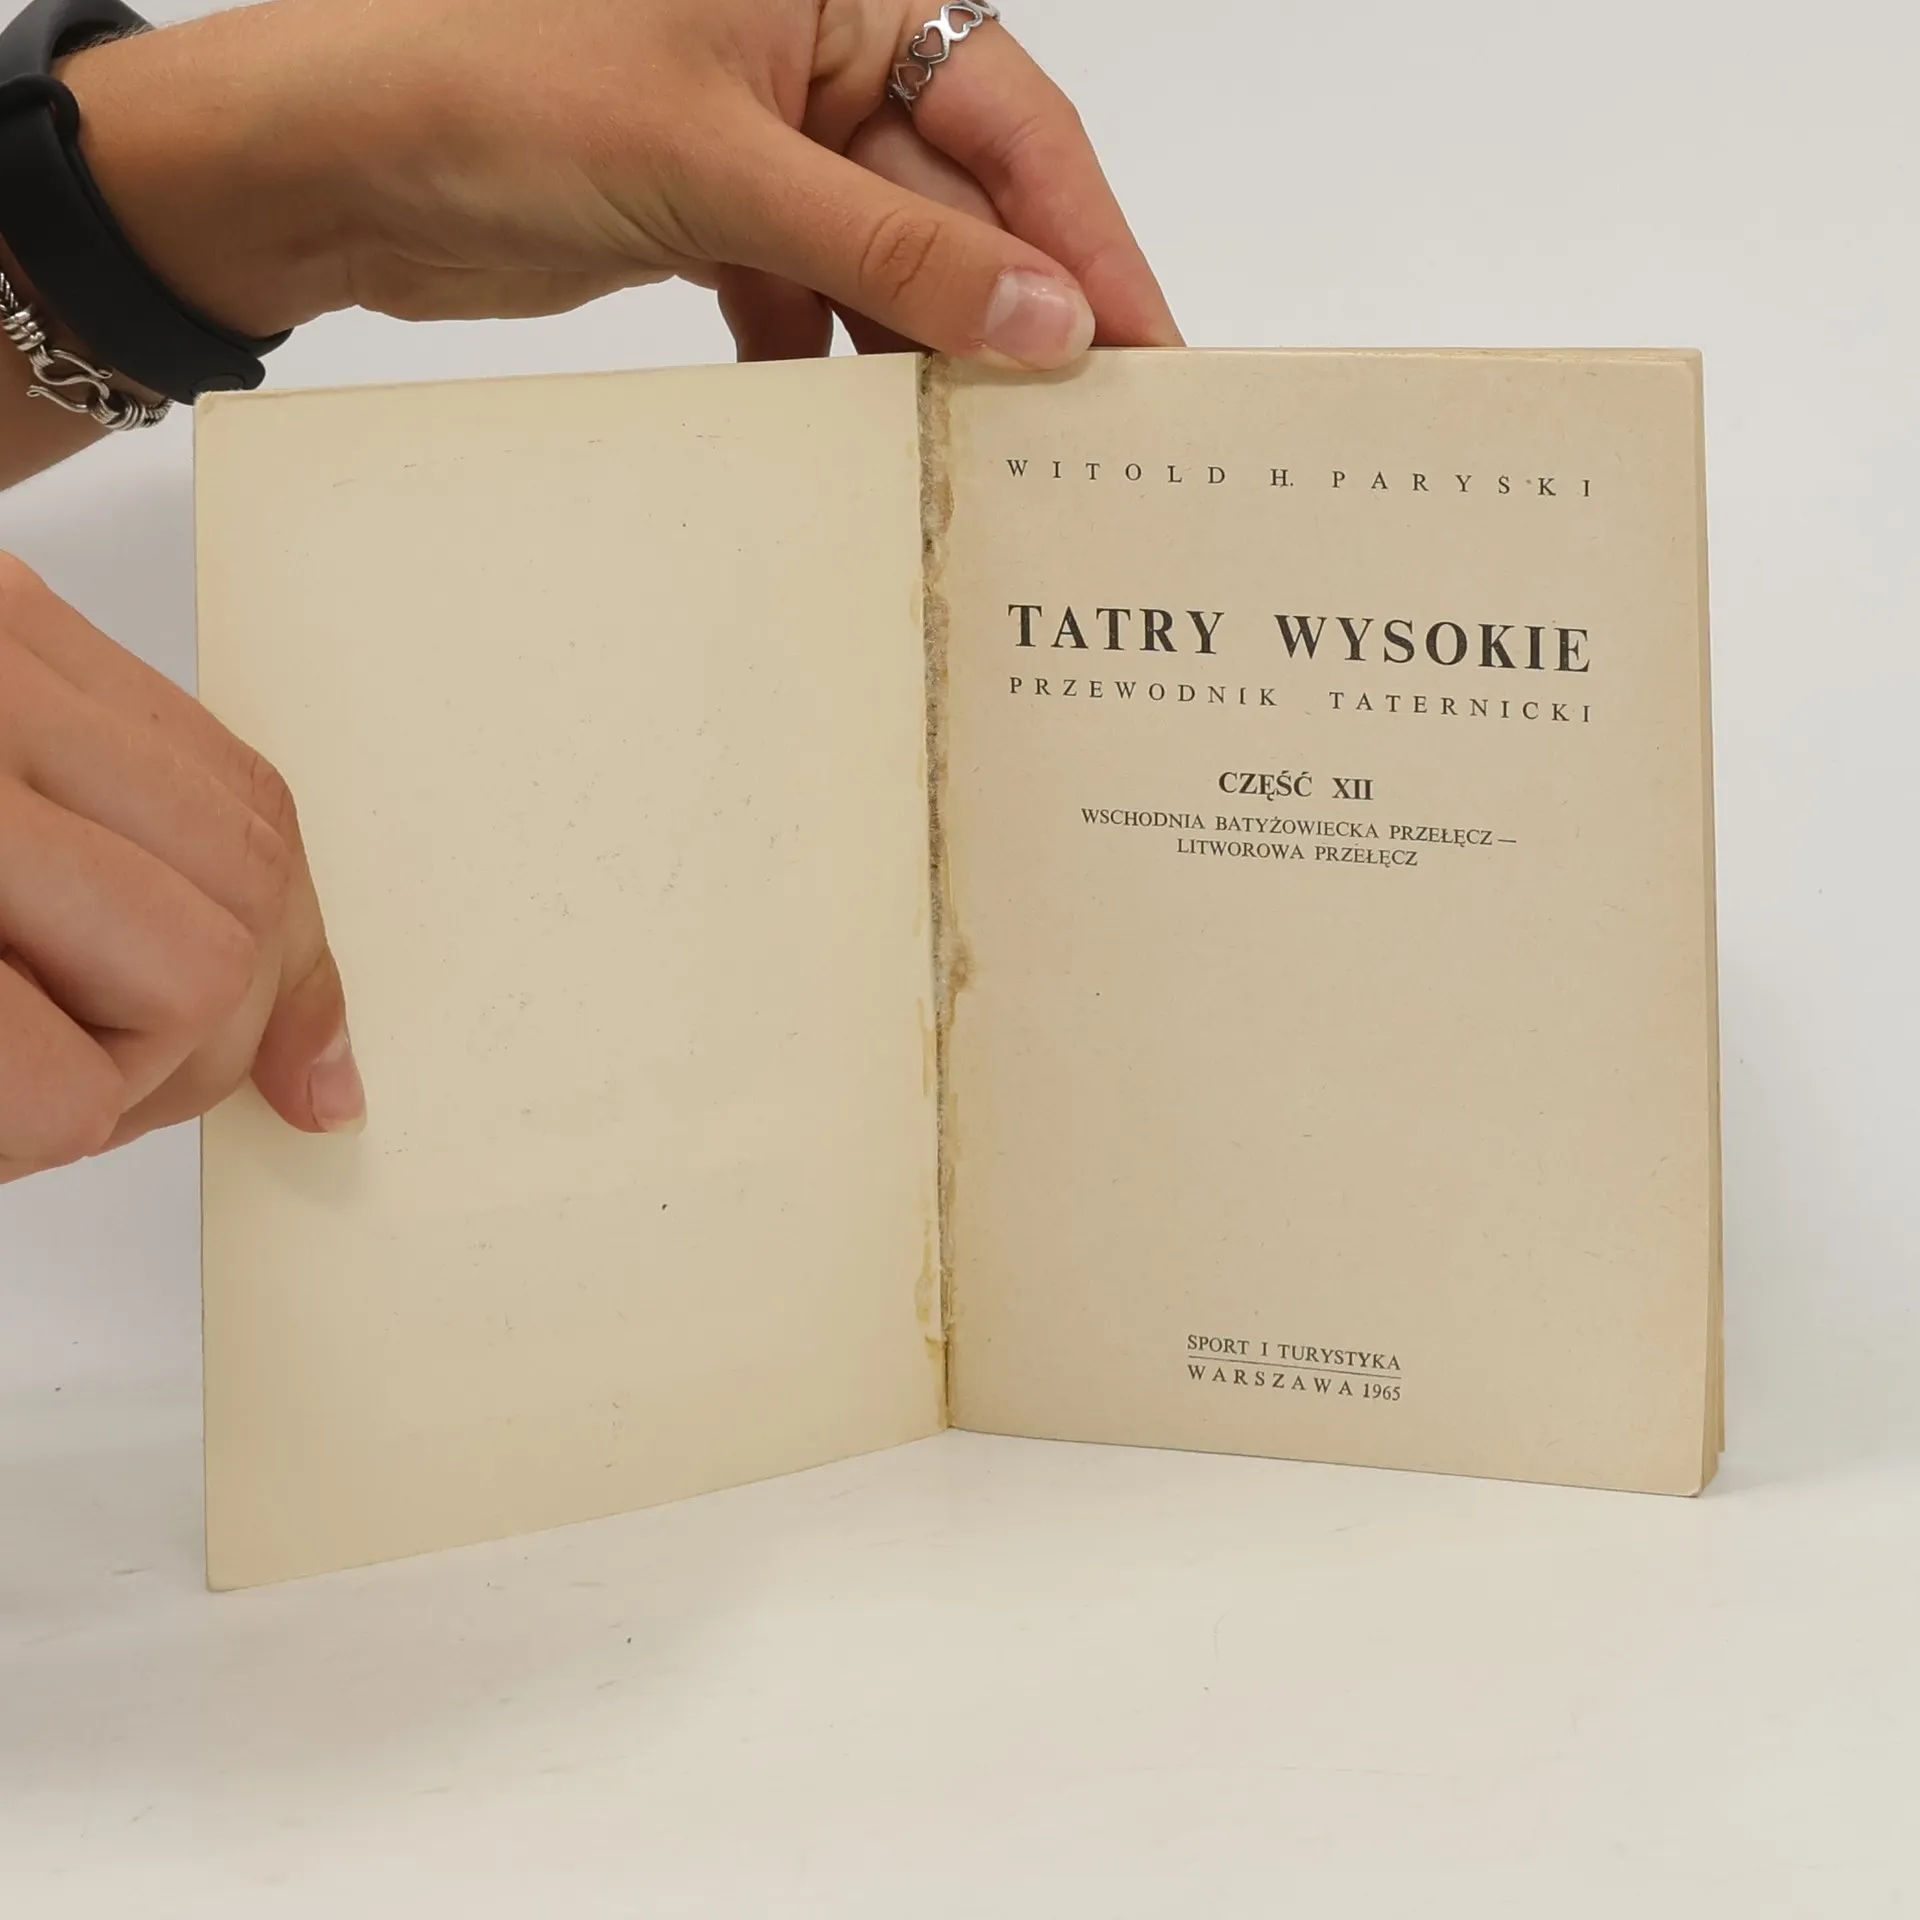 WITOLD H. PARYSKI
TATRY WYSOKIE
PRZEWODNIK TATERNICKI
CZĘŚĆ XII
WSCHODNIA BATYŻOWIECKA PRZEŁĘCZ —
LITWOROWA PRZEŁĘCZ
SPORT I TURYSTYKA
WARSZAWA 1965